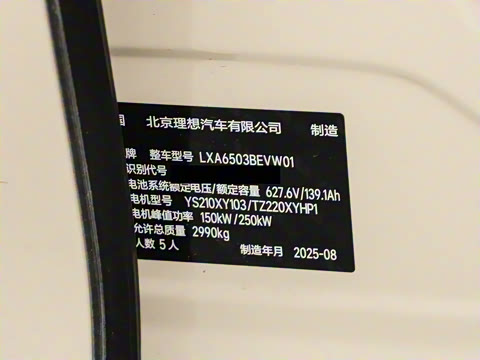 国 北京理想汽车有限公司 制造
牌 整车型号 LXA6503BEVW01
识别代号
电池系统额定电压/额定容量 627.6V/139.1Ah
电机型号 YS210XY103/TZ220XYHP1
电机峰值功率 150kW/250kW
允许总质量 2990kg
人数 5人 制造年月 2025-08